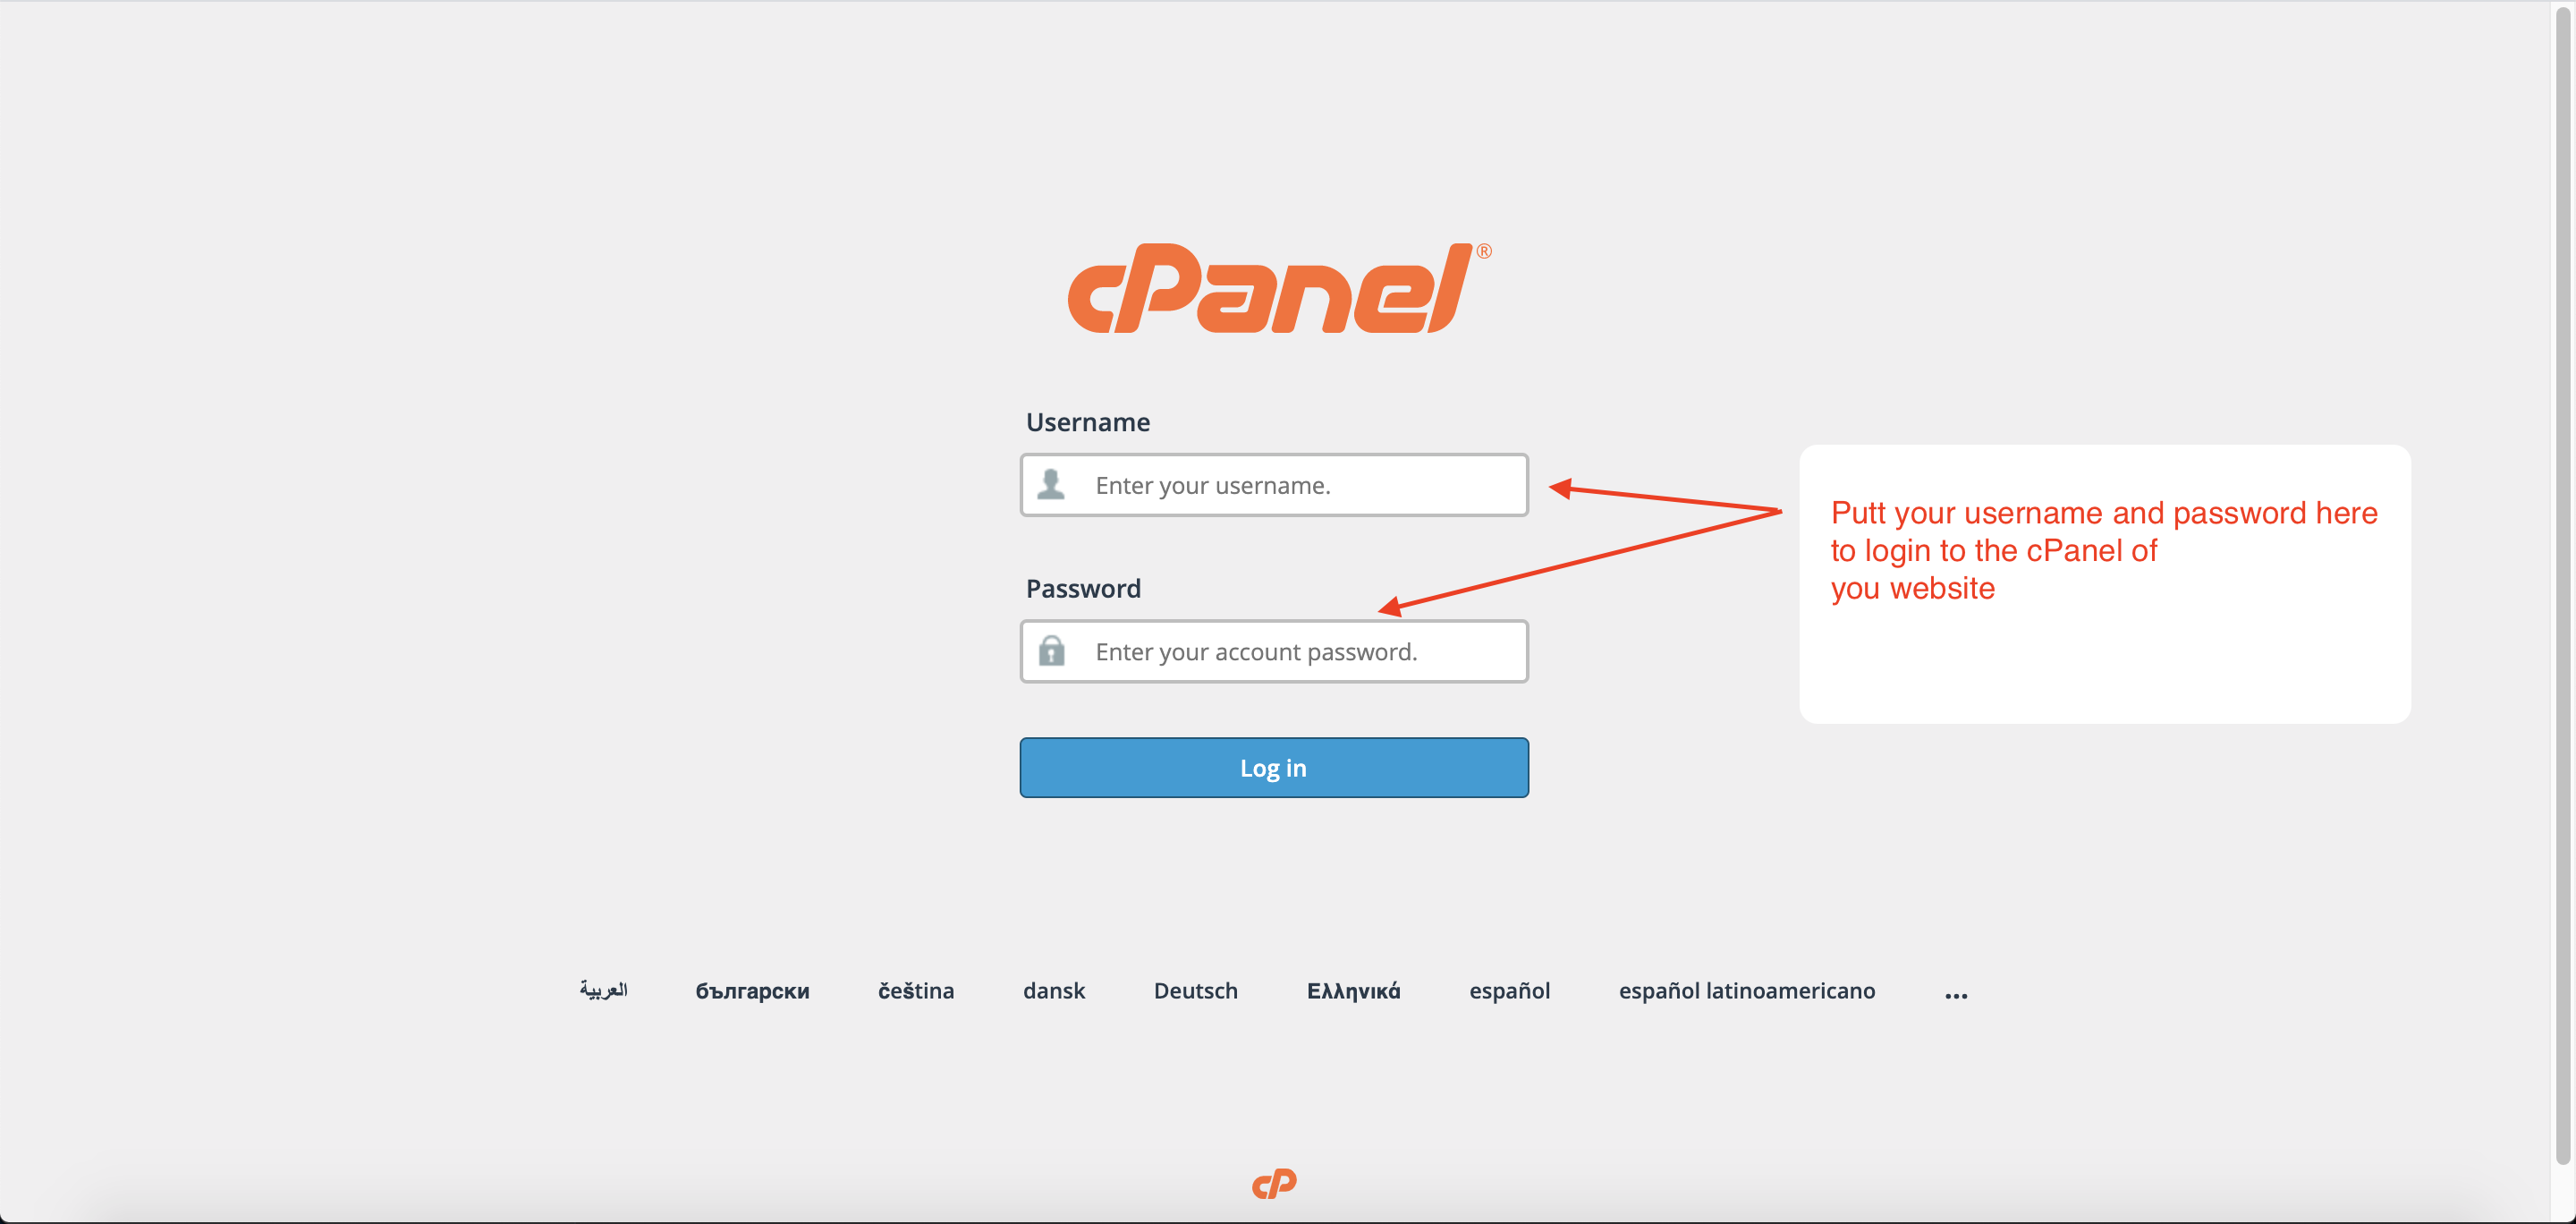 cPanel®
Username
Enter your username.
Putt your username and password here
to login to the cPanel of
you website
Password
Enter your account password.
Log in
العربية български čeština dansk Deutsch Ελληνικά español español latinoamericano ...
cP